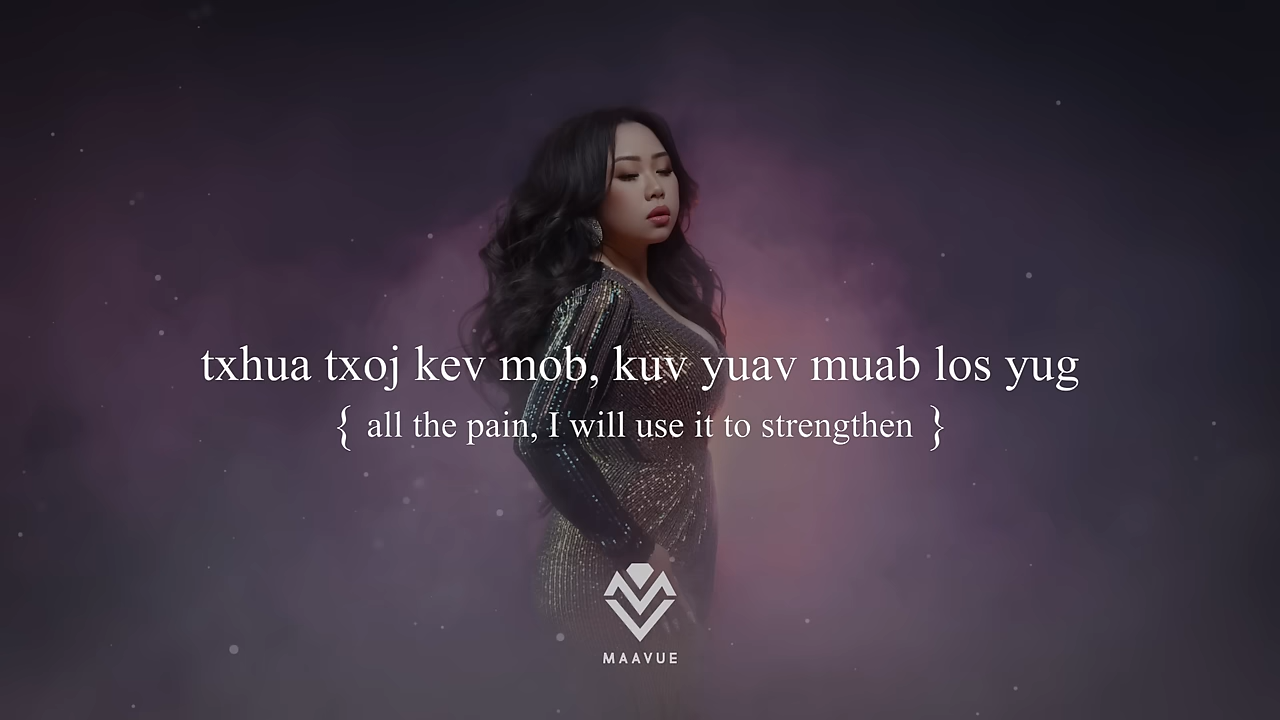 txhua txoj kev mob, kuv yuav muab los yug
{ all the pain, I will use it to strengthen }
MAAVUE